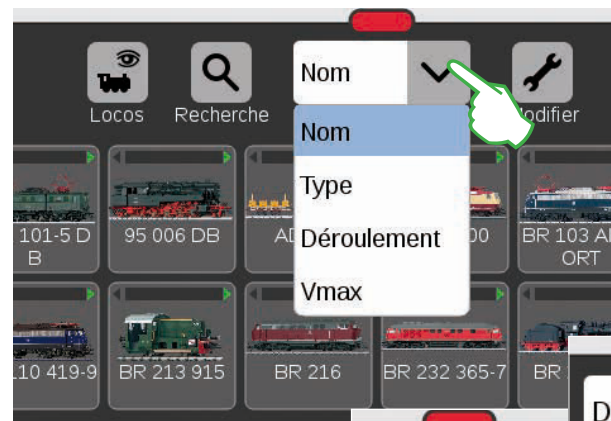 Nom
Locos Recherche
Modifier
Nom
Type
Déroulement
Vmax
101-5 D
B
95 006 DB
BR 103
ORT
110 419-9
BR 213 915
BR 216
BR 232 365-7
BR
D